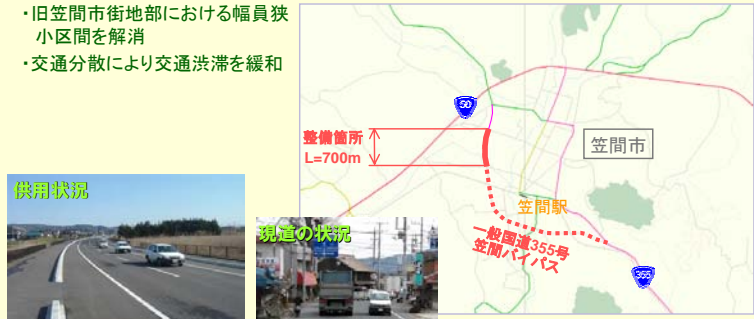 ・旧笠間市街地部における幅員狭
小区間を解消
・交通分散により交通渋滞を緩和
50
整備箇所
L=700m
笠間市
供用状況
笠間駅
現道の状況
一般国道355号
笠間バイパス
355